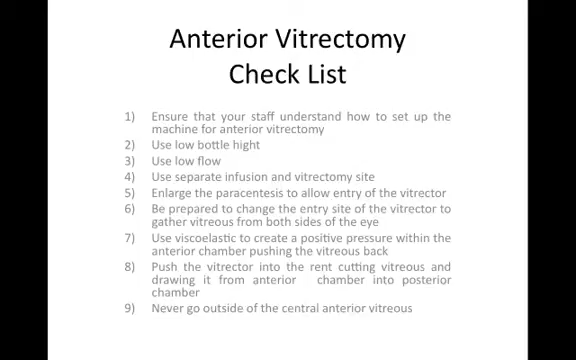 Anterior Vitrectomy
Check List
1) Ensure that your staff understand how to set up the
machine for anterior vitrectomy
2) Use low bottle hight
3) Use low flow
4) Use separate infusion and vitrectomy site
5) Enlarge the paracentesis to allow entry of the vitrector
6) Be prepared to change the entry site of the vitrector to
gather vitreous from both sides of the eye
7) Use viscoelastic to create a positive pressure within the
anterior chamber pushing the vitreous back
8) Push the vitrector into the rent cutting vitreous and
drawing it from anterior chamber into posterior
chamber
9) Never go outside of the central anterior vitreous